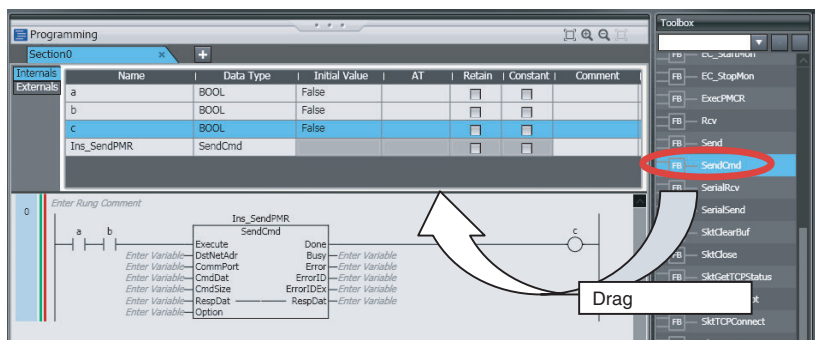 Programming
Section0 × +
Internals
Externals
Name Data Type Initial Value AT Retain Constant Comment
a BOOL False
b BOOL False
c BOOL False
Ins_SendPMR SendCmd
0 Enter Rung Comment
a b
Ins_SendPMR
SendCmd
c
Execute Done
Enter Variable DstNetAdr Busy Enter Variable
Enter Variable CommPort Error Enter Variable
Enter Variable CmdDat ErrorID Enter Variable
Enter Variable CmdSize ErrorIDEx Enter Variable
Enter Variable RespDat RespDat Enter Variable
Enter Variable Option
Toolbox
FB EC_StartMon
FB EC_StopMon
FB ExecPMCR
FB Rcv
FB Send
FB SendCmd
FB SerialRcv
SerialSend
SktClearBuf
SktClose
SktGetTCPStatus
FB SktTCPConnect
Drag